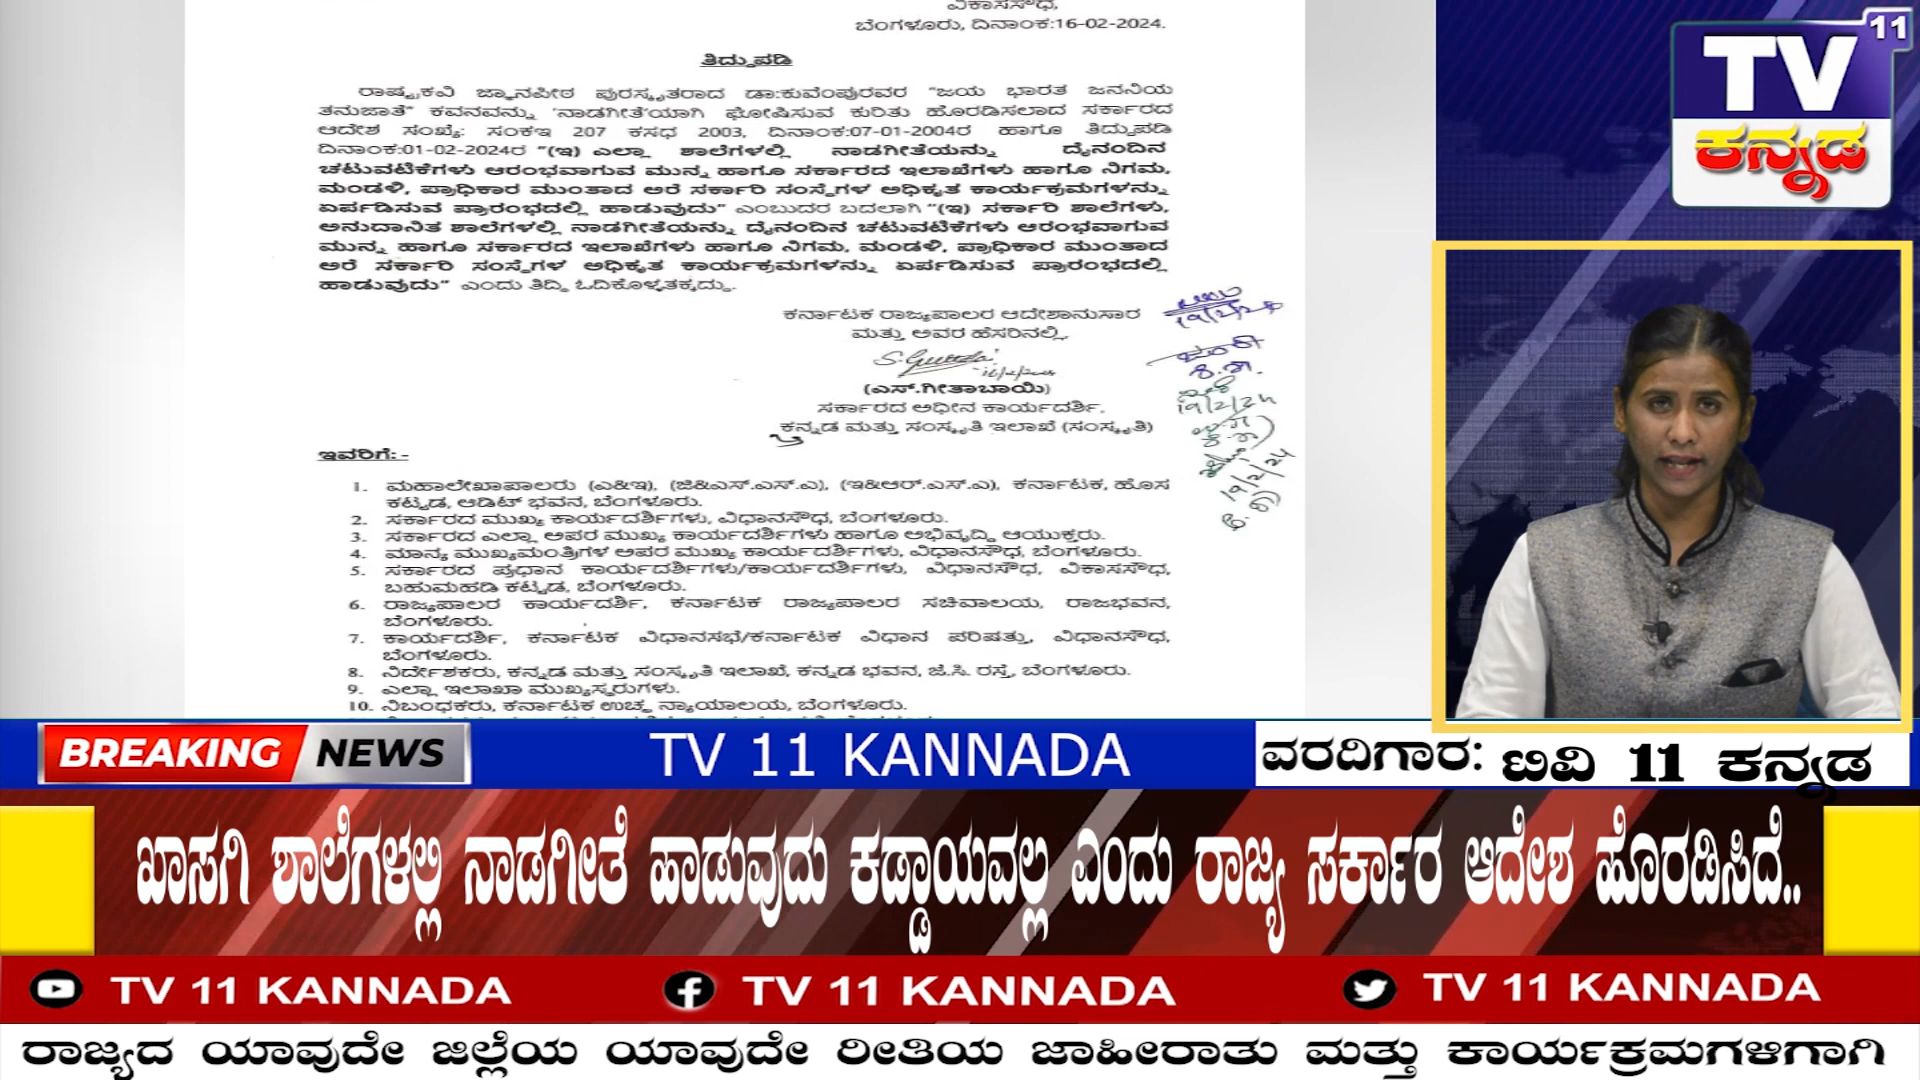 ವಿಕಾಸಸೌಧ,
ಬೆಂಗಳೂರು, ದಿನಾಂಕ:16-02-2024.
ತಿದ್ದುಪಡಿ
ರಾಷ್ಟ್ರಕವಿ ಜ್ಞಾನಪೀಠ ಪುರಸ್ಕೃತರಾದ ಡಾ:ಕುವೆಂಪುರವರ "ಜಯ ಭಾರತ ಜನನಿಯ
ತನುಜಾತೆ" ಕವನವನ್ನು 'ನಾಡಗೀತೆ'ಯಾಗಿ ಘೋಷಿಸುವ ಕುರಿತು ಹೊರಡಿಸಲಾದ ಸರ್ಕಾರದ
ಆದೇಶ ಸಂಖ್ಯೆ: ಸಂಕಇ 207 ಕಸಧ 2003, ದಿನಾಂಕ:07-01-2004ರ ಹಾಗೂ ತಿದ್ದುಪಡಿ
ದಿನಾಂಕ:01-02-2024ರ "(ಇ) ಎಲ್ಲಾ ಶಾಲೆಗಳಲ್ಲಿ ನಾಡಗೀತೆಯನ್ನು ದೈನಂದಿನ
ಚಟುವಟಿಕೆಗಳು ಆರಂಭವಾಗುವ ಮುನ್ನ ಹಾಗೂ ಸರ್ಕಾರದ ಇಲಾಖೆಗಳು ಹಾಗೂ ನಿಗಮ,
ಮಂಡಳಿ, ಪ್ರಾಧಿಕಾರ ಮುಂತಾದ ಅರೆ ಸರ್ಕಾರಿ ಸಂಸ್ಥೆಗಳ ಅಧಿಕೃತ ಕಾರ್ಯಕ್ರಮಗಳನ್ನು
ಏರ್ಪಡಿಸುವ ಪ್ರಾರಂಭದಲ್ಲಿ ಹಾಡುವುದು" ಎಂಬುದರ ಬದಲಾಗಿ "(ಇ) ಸರ್ಕಾರಿ ಶಾಲೆಗಳು,
ಅನುದಾನಿತ ಶಾಲೆಗಳಲ್ಲಿ ನಾಡಗೀತೆಯನ್ನು ದೈನಂದಿನ ಚಟುವಟಿಕೆಗಳು ಆರಂಭವಾಗುವ
ಮುನ್ನ ಹಾಗೂ ಸರ್ಕಾರದ ಇಲಾಖೆಗಳು ಹಾಗೂ ನಿಗಮ, ಮಂಡಳಿ, ಪ್ರಾಧಿಕಾರ ಮುಂತಾದ
ಅರೆ ಸರ್ಕಾರಿ ಸಂಸ್ಥೆಗಳ ಅಧಿಕೃತ ಕಾರ್ಯಕ್ರಮಗಳನ್ನು ಏರ್ಪಡಿಸುವ ಪ್ರಾರಂಭದಲ್ಲಿ
ಹಾಡುವುದು" ಎಂದು ತಿದ್ದಿ ಓದಿಕೊಳ್ಳತಕ್ಕದ್ದು.
ಕರ್ನಾಟಕ ರಾಜ್ಯಪಾಲರ ಆದೇಶಾನುಸಾರ
ಮತ್ತು ಅವರ ಹೆಸರಿನಲ್ಲಿ,
19/2/24
(ಎಸ್.ಗೀತಾಬಾಯಿ)
19/2/24
ಸರ್ಕಾರದ ಅಧೀನ ಕಾರ್ಯದರ್ಶಿ,
ಕನ್ನಡ ಮತ್ತು ಸಂಸ್ಕೃತಿ ಇಲಾಖೆ (ಸಂಸ್ಕೃತಿ)
19/2/24
ಇವರಿಗೆ:-
1. ಮಹಾಲೇಖಾಪಾಲರು (ಎ&ಇ), (ಜಿ&ಎಸ್.ಎಸ್.ಎ), (ಇ&ಆರ್.ಎಸ್.ಎ), ಕರ್ನಾಟಕ, ಹೊಸ
ಕಟ್ಟಡ, ಆಡಿಟ್ ಭವನ, ಬೆಂಗಳೂರು.
2. ಸರ್ಕಾರದ ಮುಖ್ಯ ಕಾರ್ಯದರ್ಶಿಗಳು, ವಿಧಾನಸೌಧ, ಬೆಂಗಳೂರು.
3. ಸರ್ಕಾರದ ಎಲ್ಲಾ ಅಪರ ಮುಖ್ಯ ಕಾರ್ಯದರ್ಶಿಗಳು ಹಾಗೂ ಅಭಿವೃದ್ಧಿ ಆಯುಕ್ತರು.
4. ಮಾನ್ಯ ಮುಖ್ಯಮಂತ್ರಿಗಳ ಅಪರ ಮುಖ್ಯ ಕಾರ್ಯದರ್ಶಿಗಳು, ವಿಧಾನಸೌಧ, ಬೆಂಗಳೂರು.
5. ಸರ್ಕಾರದ ಪ್ರಧಾನ ಕಾರ್ಯದರ್ಶಿಗಳು/ಕಾರ್ಯದರ್ಶಿಗಳು, ವಿಧಾನಸೌಧ, ವಿಕಾಸಸೌಧ,
ಬಹುಮಹಡಿ ಕಟ್ಟಡ, ಬೆಂಗಳೂರು.
6. ರಾಜ್ಯಪಾಲರ ಕಾರ್ಯದರ್ಶಿ, ಕರ್ನಾಟಕ ರಾಜ್ಯಪಾಲರ ಸಚಿವಾಲಯ, ರಾಜಭವನ,
ಬೆಂಗಳೂರು.
7. ಕಾರ್ಯದರ್ಶಿ, ಕರ್ನಾಟಕ ವಿಧಾನಸಭೆ/ಕರ್ನಾಟಕ ವಿಧಾನ ಪರಿಷತ್ತು, ವಿಧಾನಸೌಧ,
ಬೆಂಗಳೂರು.
8. ನಿರ್ದೇಶಕರು, ಕನ್ನಡ ಮತ್ತು ಸಂಸ್ಕೃತಿ ಇಲಾಖೆ, ಕನ್ನಡ ಭವನ, ಜೆ.ಸಿ. ರಸ್ತೆ, ಬೆಂಗಳೂರು.
9. ಎಲ್ಲಾ ಇಲಾಖಾ ಮುಖ್ಯಸ್ಥರುಗಳು.
10. ನಿಬಂಧಕರು, ಕರ್ನಾಟಕ ಉಚ್ಛ ನ್ಯಾಯಾಲಯ, ಬೆಂಗಳೂರು.
TV 11
ಕನ್ನಡ
BREAKING NEWS
TV 11 KANNADA
ವರದಿಗಾರ: ಟಿವಿ 11 ಕನ್ನಡ
ಖಾಸಗಿ ಶಾಲೆಗಳಲ್ಲಿ ನಾಡಗೀತೆ ಹಾಡುವುದು ಕಡ್ಡಾಯವಲ್ಲ ಎಂದು ರಾಜ್ಯ ಸರ್ಕಾರ ಆದೇಶ ಹೊರಡಿಸಿದೆ..
TV 11 KANNADA TV 11 KANNADA TV 11 KANNADA
ರಾಜ್ಯದ ಯಾವುದೇ ಜಿಲ್ಲೆಯ ಯಾವುದೇ ರೀತಿಯ ಜಾಹೀರಾತು ಮತ್ತು ಕಾರ್ಯಕ್ರಮಗಳಿಗಾಗಿ